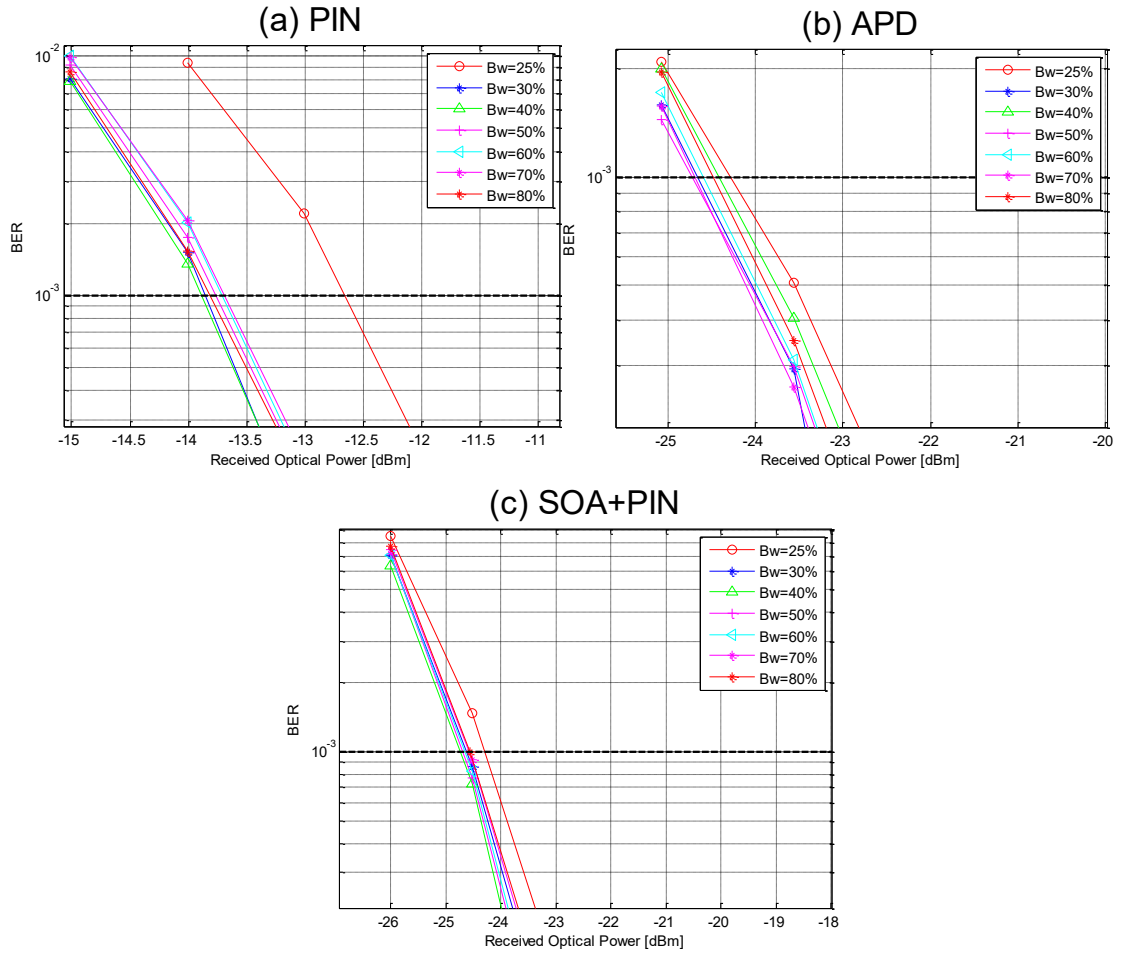 (a) PIN
10^-2
10^-3
BER
-15
-14.5
-14
-13.5
-13
-12.5
-12
-11.5
-11
Received Optical Power [dBm]
Bw=25%
Bw=30%
Bw=40%
Bw=50%
Bw=60%
Bw=70%
Bw=80%
(b) APD
10^-3
BER
-25
-24
-23
-22
-21
-20
Received Optical Power [dBm]
Bw=25%
Bw=30%
Bw=40%
Bw=50%
Bw=60%
Bw=70%
Bw=80%
(c) SOA+PIN
10^-3
BER
-26
-25
-24
-23
-22
-21
-20
-19
-18
Received Optical Power [dBm]
Bw=25%
Bw=30%
Bw=40%
Bw=50%
Bw=60%
Bw=70%
Bw=80%